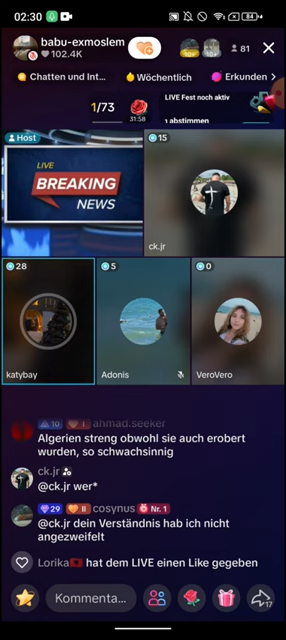 02:30
84
babu-exmoslem
102.4K
81
Chatten und Int...
Wöchentlich
Erkunden
1/73
31:58
LIVE Fest noch aktiv
abstimmen
Host
LIVE
BREAKING
NEWS
15
ck.jr
28
katybay
5
Adonis
0
VeroVero
10 I ahmad.seeker
Algerien streng obwohl sie auch erobert
wurden, so schwachsinnig
ck.jr
@ck.jr wer*
29 II cosynus Nr. 1
@ck.jr dein Verständnis hab ich nicht
angezweifelt
Lorika hat dem LIVE einen Like gegeben
Kommenta...
17